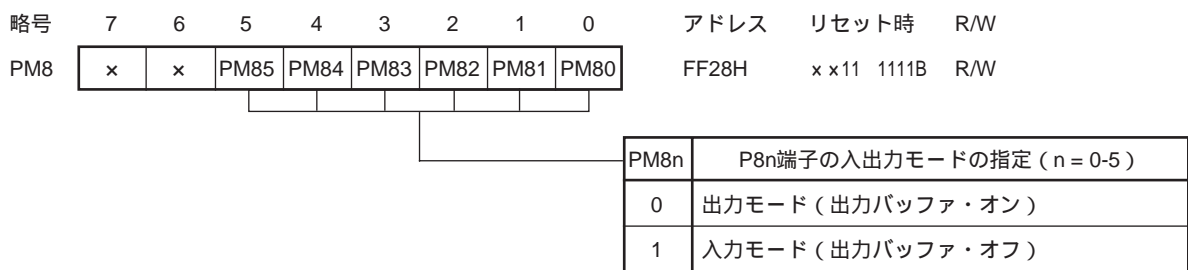 略号 7 6 5 4 3 2 1 0 アドレス リセット時 R/W
PM8 × × PM85 PM84 PM83 PM82 PM81 PM80 FF28H ××11 1111B R/W
PM8n P8n端子の入出力モードの指定(n = 0-5)
0 出力モード(出力バッファ・オン)
1 入力モード(出力バッファ・オフ)